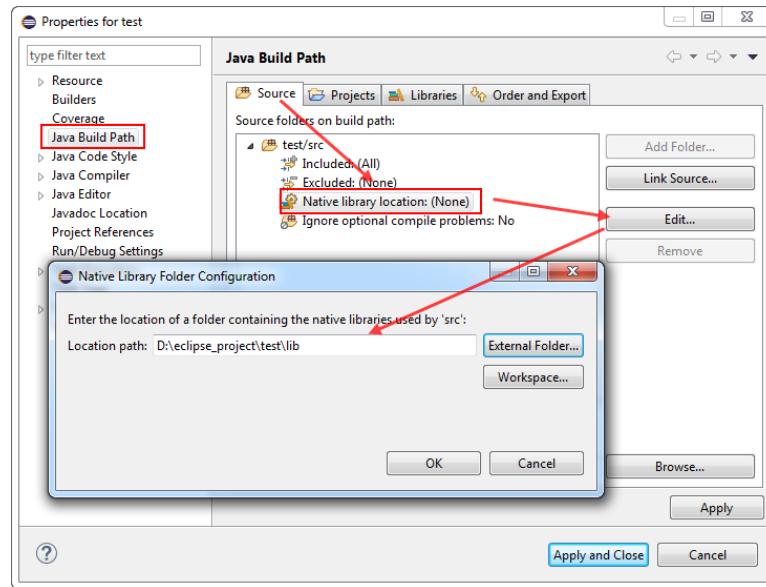 Properties for test
type filter text
Resource
Builders
Coverage
Java Build Path
Java Code Style
Java Compiler
Java Editor
Javadoc Location
Project References
Run/Debug Settings
Java Build Path
Source
Projects
Libraries
Order and Export
Source folders on build path:
test/src
Included: (All)
Excluded: (None)
Native library location: (None)
Ignore optional compile problems: No
Add Folder...
Link Source...
Edit...
Remove
Native Library Folder Configuration
Enter the location of a folder containing the native libraries used by 'src':
Location path: D:\eclipse_project\test\lib
External Folder...
Workspace...
OK
Cancel
Browse...
Apply
Apply and Close
Cancel